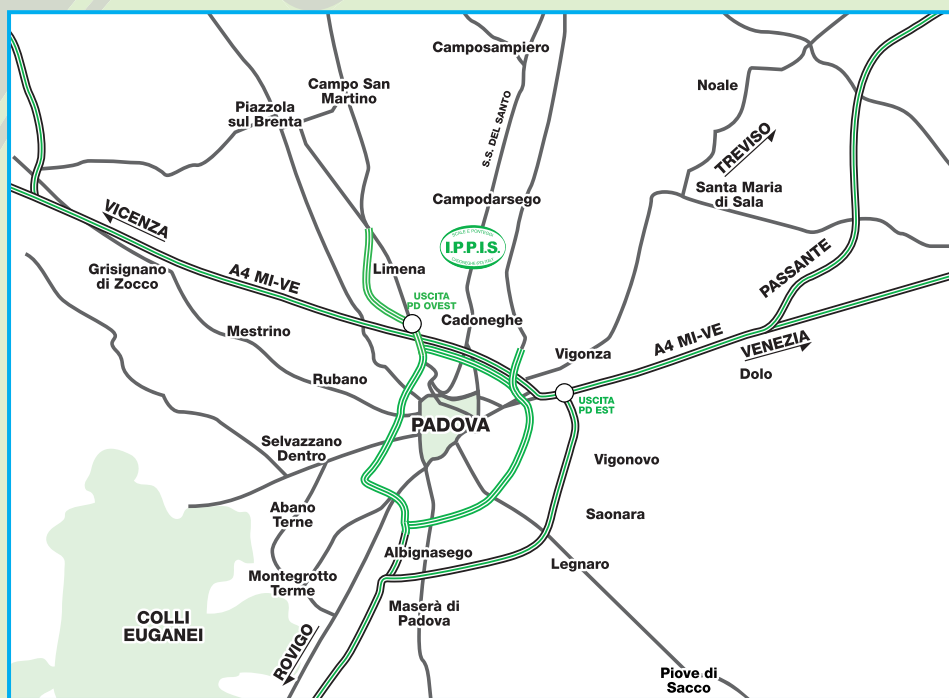 Camposampiero
Campo San
Martino
Noale
Piazzola
sul Brenta
S.S. DEL SANTO
TREVISO
Santa Maria
di Sala
Campodarsego
VICENZA
I.P.P.I.S.
PASSANTE
Grisignano
di Zocco
A4 MI-VE
Limena
USCITA
PD OVEST
Cadoneghe
Mestrino
A4 MI-VE
VENEZIA
Vigonza
Dolo
Rubano
USCITA
PD EST
PADOVA
Selvazzano
Dentro
Vigonovo
Abano
Terne
Saonara
Albignasego
Legnaro
Montegrotto
Terme
Maserà di
Padova
COLLI
EUGANEI
ROVIGO
Piove di
Sacco